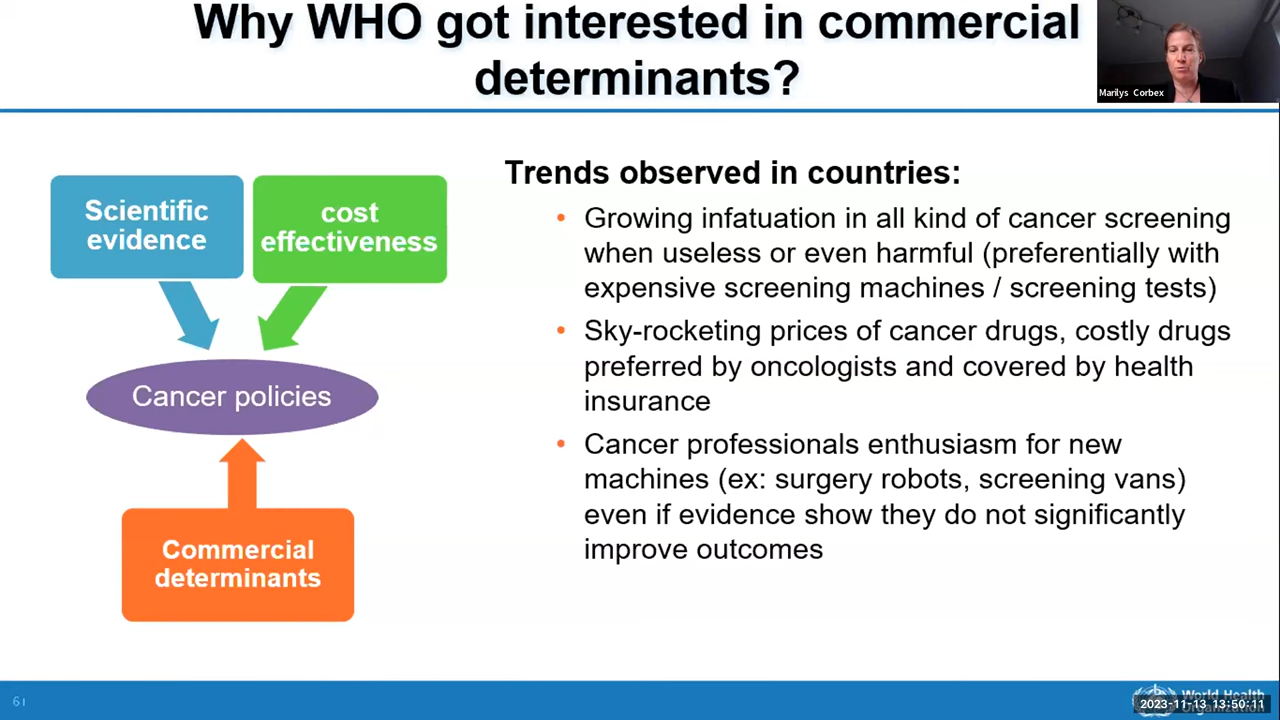 Why WHO got interested in commercial
determinants?
Marilys Corbex
Scientific
evidence
cost
effectiveness
Cancer policies
Commercial
determinants
Trends observed in countries:
• Growing infatuation in all kind of cancer screening
when useless or even harmful (preferentially with
expensive screening machines / screening tests)
• Sky-rocketing prices of cancer drugs, costly drugs
preferred by oncologists and covered by health
insurance
• Cancer professionals enthusiasm for new
machines (ex: surgery robots, screening vans)
even if evidence show they do not significantly
improve outcomes
6 |
World Health
Organization
2023-11-13 13:50:11